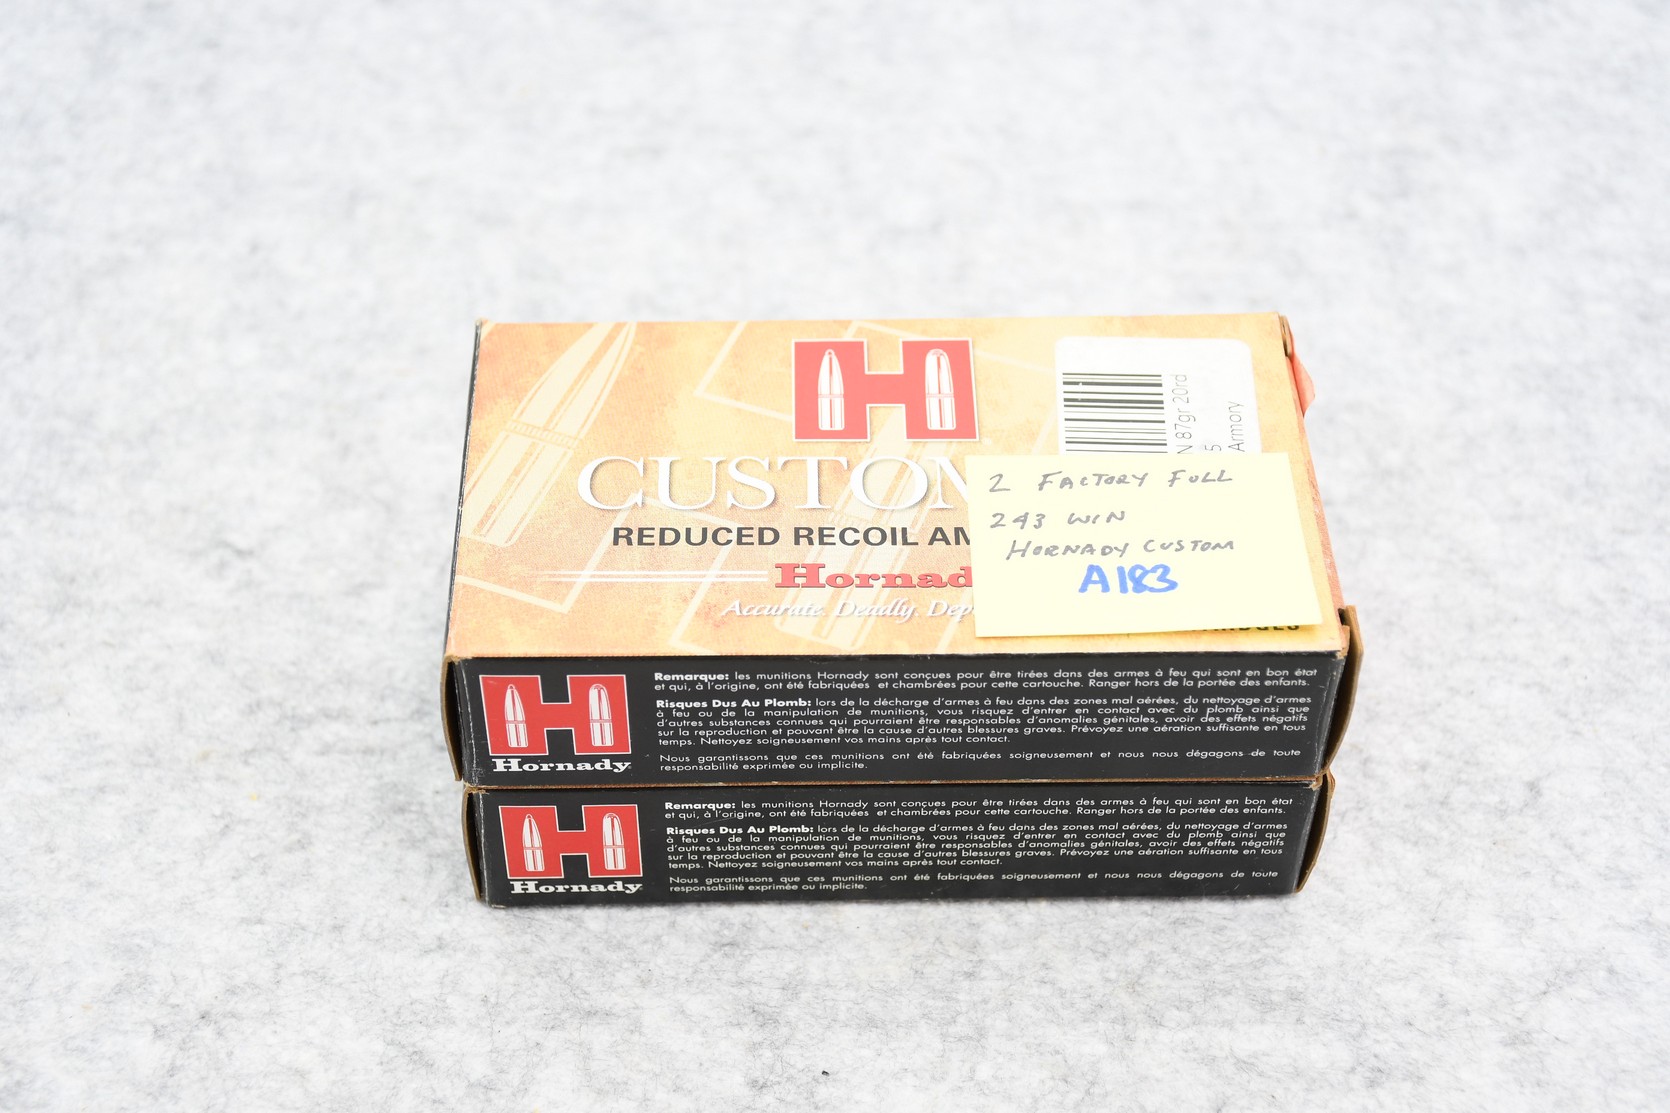 CUSTOM
REDUCED RECOIL AM
Hornad
Accurate. Deadly. Dep
N 87gr 20rd
5
Armory
2 FACTORY FULL
243 WIN
HORNADY CUSTOM
A183
Hornady
Remarque: les munitions Hornady sont conçues pour être tirées dans des armes à feu qui sont en bon état
et qui, à l'origine, ont été fabriquées et chambrées pour cette cartouche. Ranger hors de la portée des enfants.
Risques Dus Au Plomb: lors de la décharge d'armes à feu dans des zones mal aérées, du nettoyage d'armes
à feu ou de la manipulation de munitions, vous risquez d'entrer en contact avec du plomb ainsi que
d'autres substances connues qui pourraient être responsables d'anomalies génitales, avoir des effets négatifs
sur la reproduction et pouvant être la cause d'autres blessures graves. Prévoyez une aération suffisante en tous
temps. Nettoyez soigneusement vos mains après tout contact.
Nous garantissons que ces munitions ont été fabriquées soigneusement et nous nous dégagons de toute
responsabilité exprimée ou implicite.
Hornady
Remarque: les munitions Hornady sont conçues pour être tirées dans des armes à feu qui sont en bon état
et qui, à l'origine, ont été fabriquées et chambrées pour cette cartouche. Ranger hors de la portée des enfants.
Risques Dus Au Plomb: lors de la décharge d'armes à feu dans des zones mal aérées, du nettoyage d'armes
à feu ou de la manipulation de munitions, vous risquez d'entrer en contact avec du plomb ainsi que
d'autres substances connues qui pourraient être responsables d'anomalies génitales, avoir des effets négatifs
sur la reproduction et pouvant être la cause d'autres blessures graves. Prévoyez une aération suffisante en tous
temps. Nettoyez soigneusement vos mains après tout contact.
Nous garantissons que ces munitions ont été fabriquées soigneusement et nous nous dégagons de toute
responsabilité exprimée ou implicite.